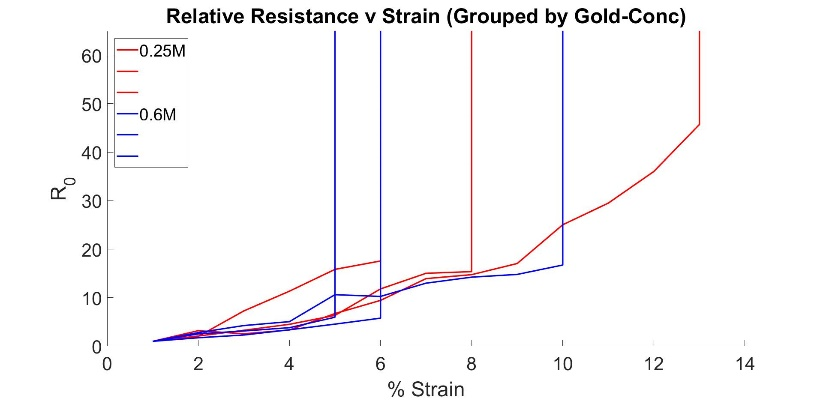 Relative Resistance v Strain (Grouped by Gold-Conc)
0.25M
0.6M
R0
60
50
40
30
20
10
0
0 2 4 6 8 10 12 14
% Strain